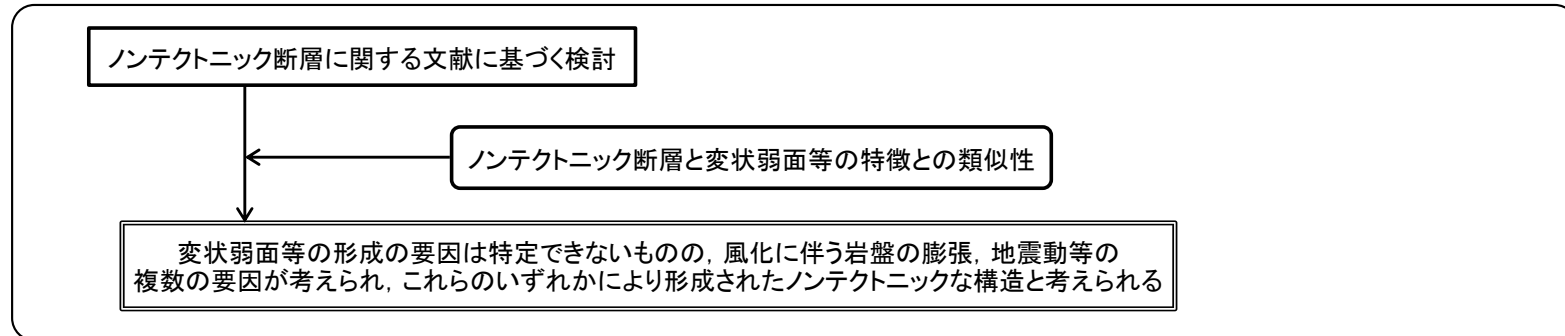 ノンテクトニック断層に関する文献に基づく検討
ノンテクトニック断層と変状弱面等の特徴との類似性
変状弱面等の形成の要因は特定できないものの，風化に伴う岩盤の膨張，地震動等の
複数の要因が考えられ，これらのいずれかにより形成されたノンテクトニックな構造と考えられる